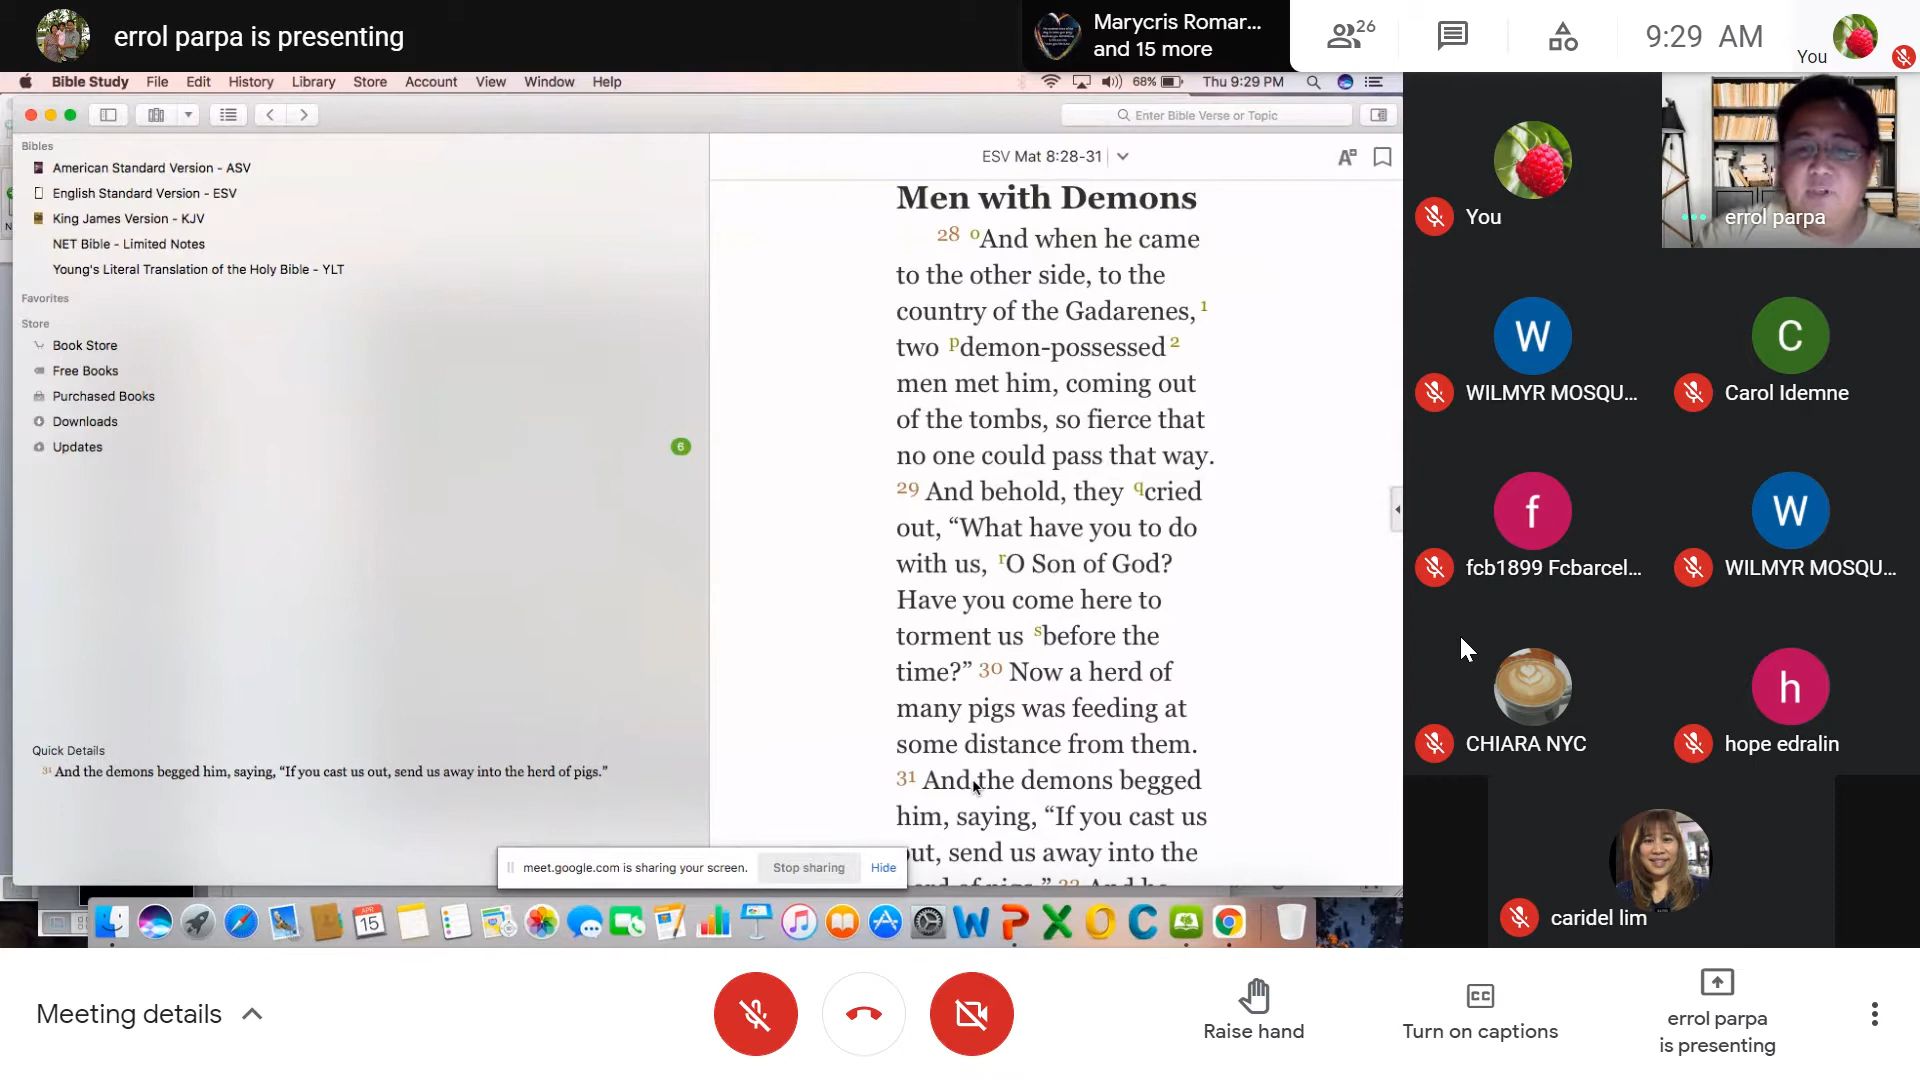 errol parpa is presenting
Marycris Romar...
and 15 more
26
9:29 AM
You
Bible Study File Edit History Library Store Account View Window Help
68% Thu 9:29 PM
Enter Bible Verse or Topic
Bibles
American Standard Version - ASV
English Standard Version - ESV
King James Version - KJV
NET Bible - Limited Notes
Young's Literal Translation of the Holy Bible - YLT
Favorites
Store
Book Store
Free Books
Purchased Books
Downloads
Updates
6
Quick Details
31 And the demons begged him, saying, “If you cast us out, send us away into the herd of pigs.”
ESV Mat 8:28-31
Men with Demons
28 oAnd when he came
to the other side, to the
country of the Gadarenes, 1
two pdemon-possessed 2
men met him, coming out
of the tombs, so fierce that
no one could pass that way.
29 And behold, they qcried
out, “What have you to do
with us, rO Son of God?
Have you come here to
torment us sbefore the
time?” 30 Now a herd of
many pigs was feeding at
some distance from them.
31 And the demons begged
him, saying, “If you cast us
out, send us away into the
herd of pigs.” 32 And he
meet.google.com is sharing your screen. Stop sharing Hide
APR
15
W P X O C
You
errol parpa
W
WILMYR MOSQU...
C
Carol Idemne
f
fcb1899 Fcbarcel...
W
WILMYR MOSQU...
CHIARA NYC
h
hope edralin
caridel lim
Meeting details
Raise hand
CC
Turn on captions
errol parpa
is presenting